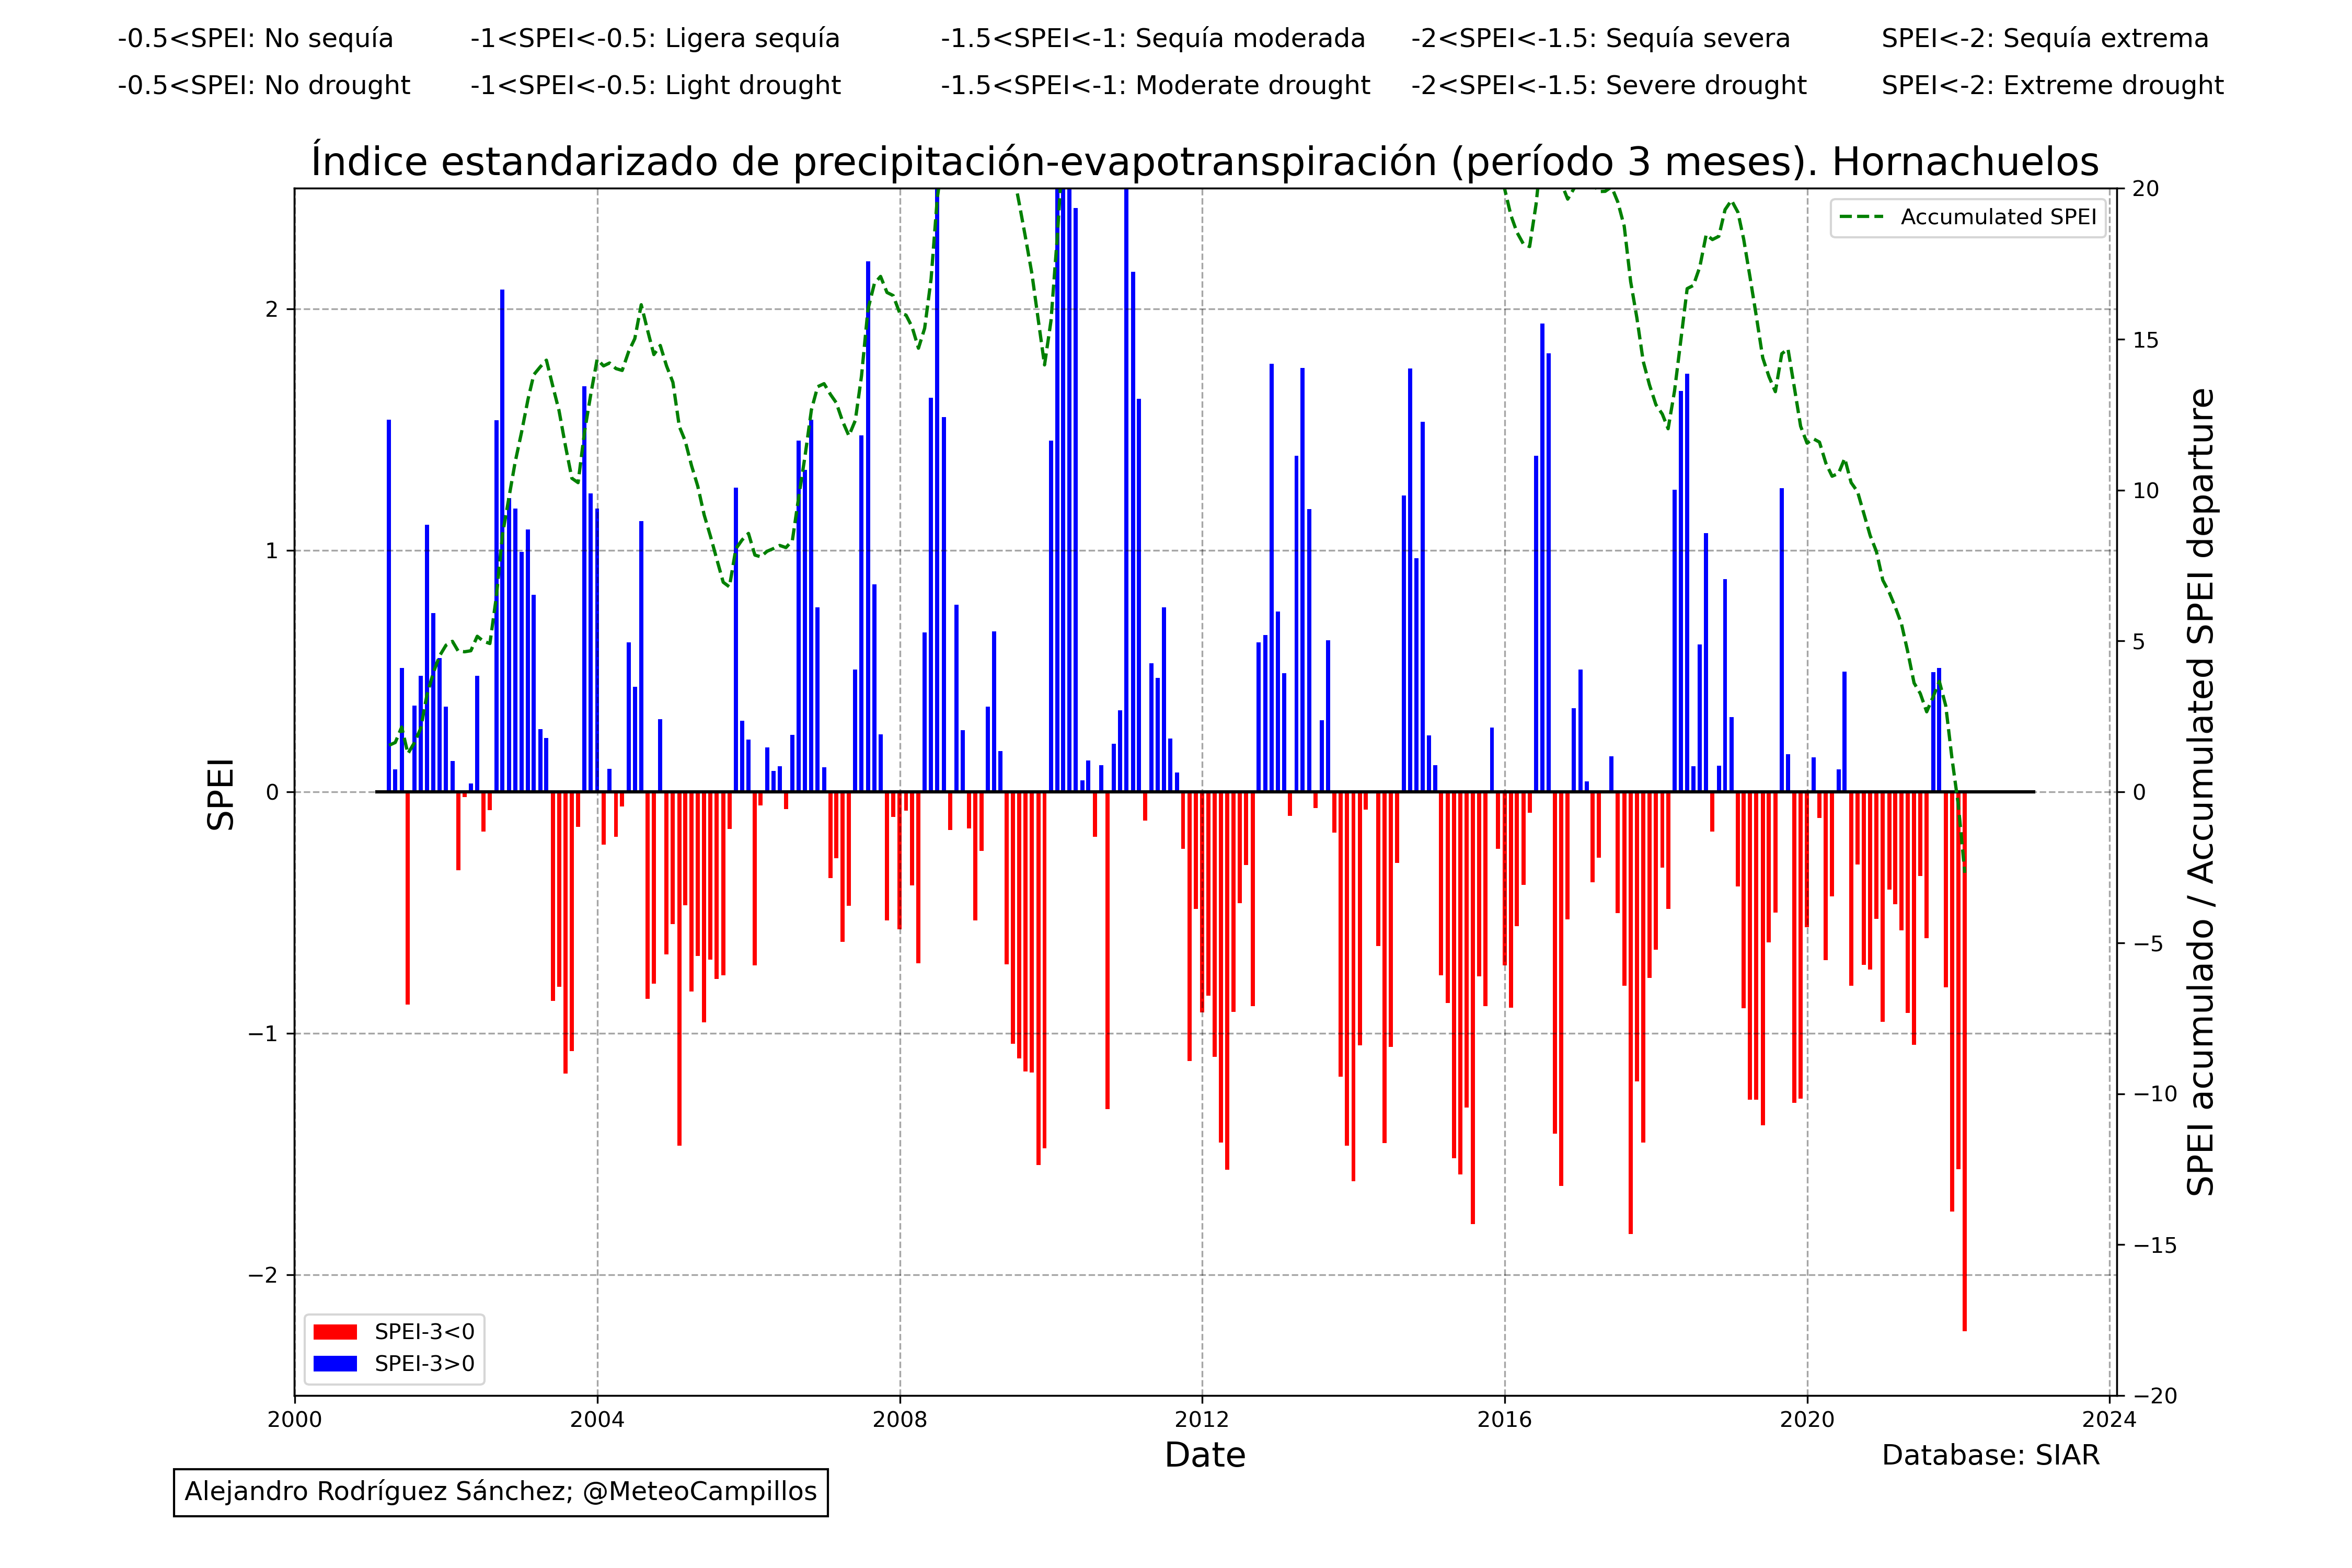 -0.5<SPEI: No sequía -1<SPEI<-0.5: Ligera sequía -1.5<SPEI<-1: Sequía moderada -2<SPEI<-1.5: Sequía severa SPEI<-2: Sequía extrema
-0.5<SPEI: No drought -1<SPEI<-0.5: Light drought -1.5<SPEI<-1: Moderate drought -2<SPEI<-1.5: Severe drought SPEI<-2: Extreme drought
Índice estandarizado de precipitación-evapotranspiración (período 3 meses). Hornachuelos
Accumulated SPEI
SPEI
2
1
0
−1
−2
20
15
10
5
0
−5
−10
−15
−20
SPEI acumulado / Accumulated SPEI departure
SPEI-3<0
SPEI-3>0
2000 2004 2008 2012 2016 2020 2024
Date
Database: SIAR
Alejandro Rodríguez Sánchez; @MeteoCampillos